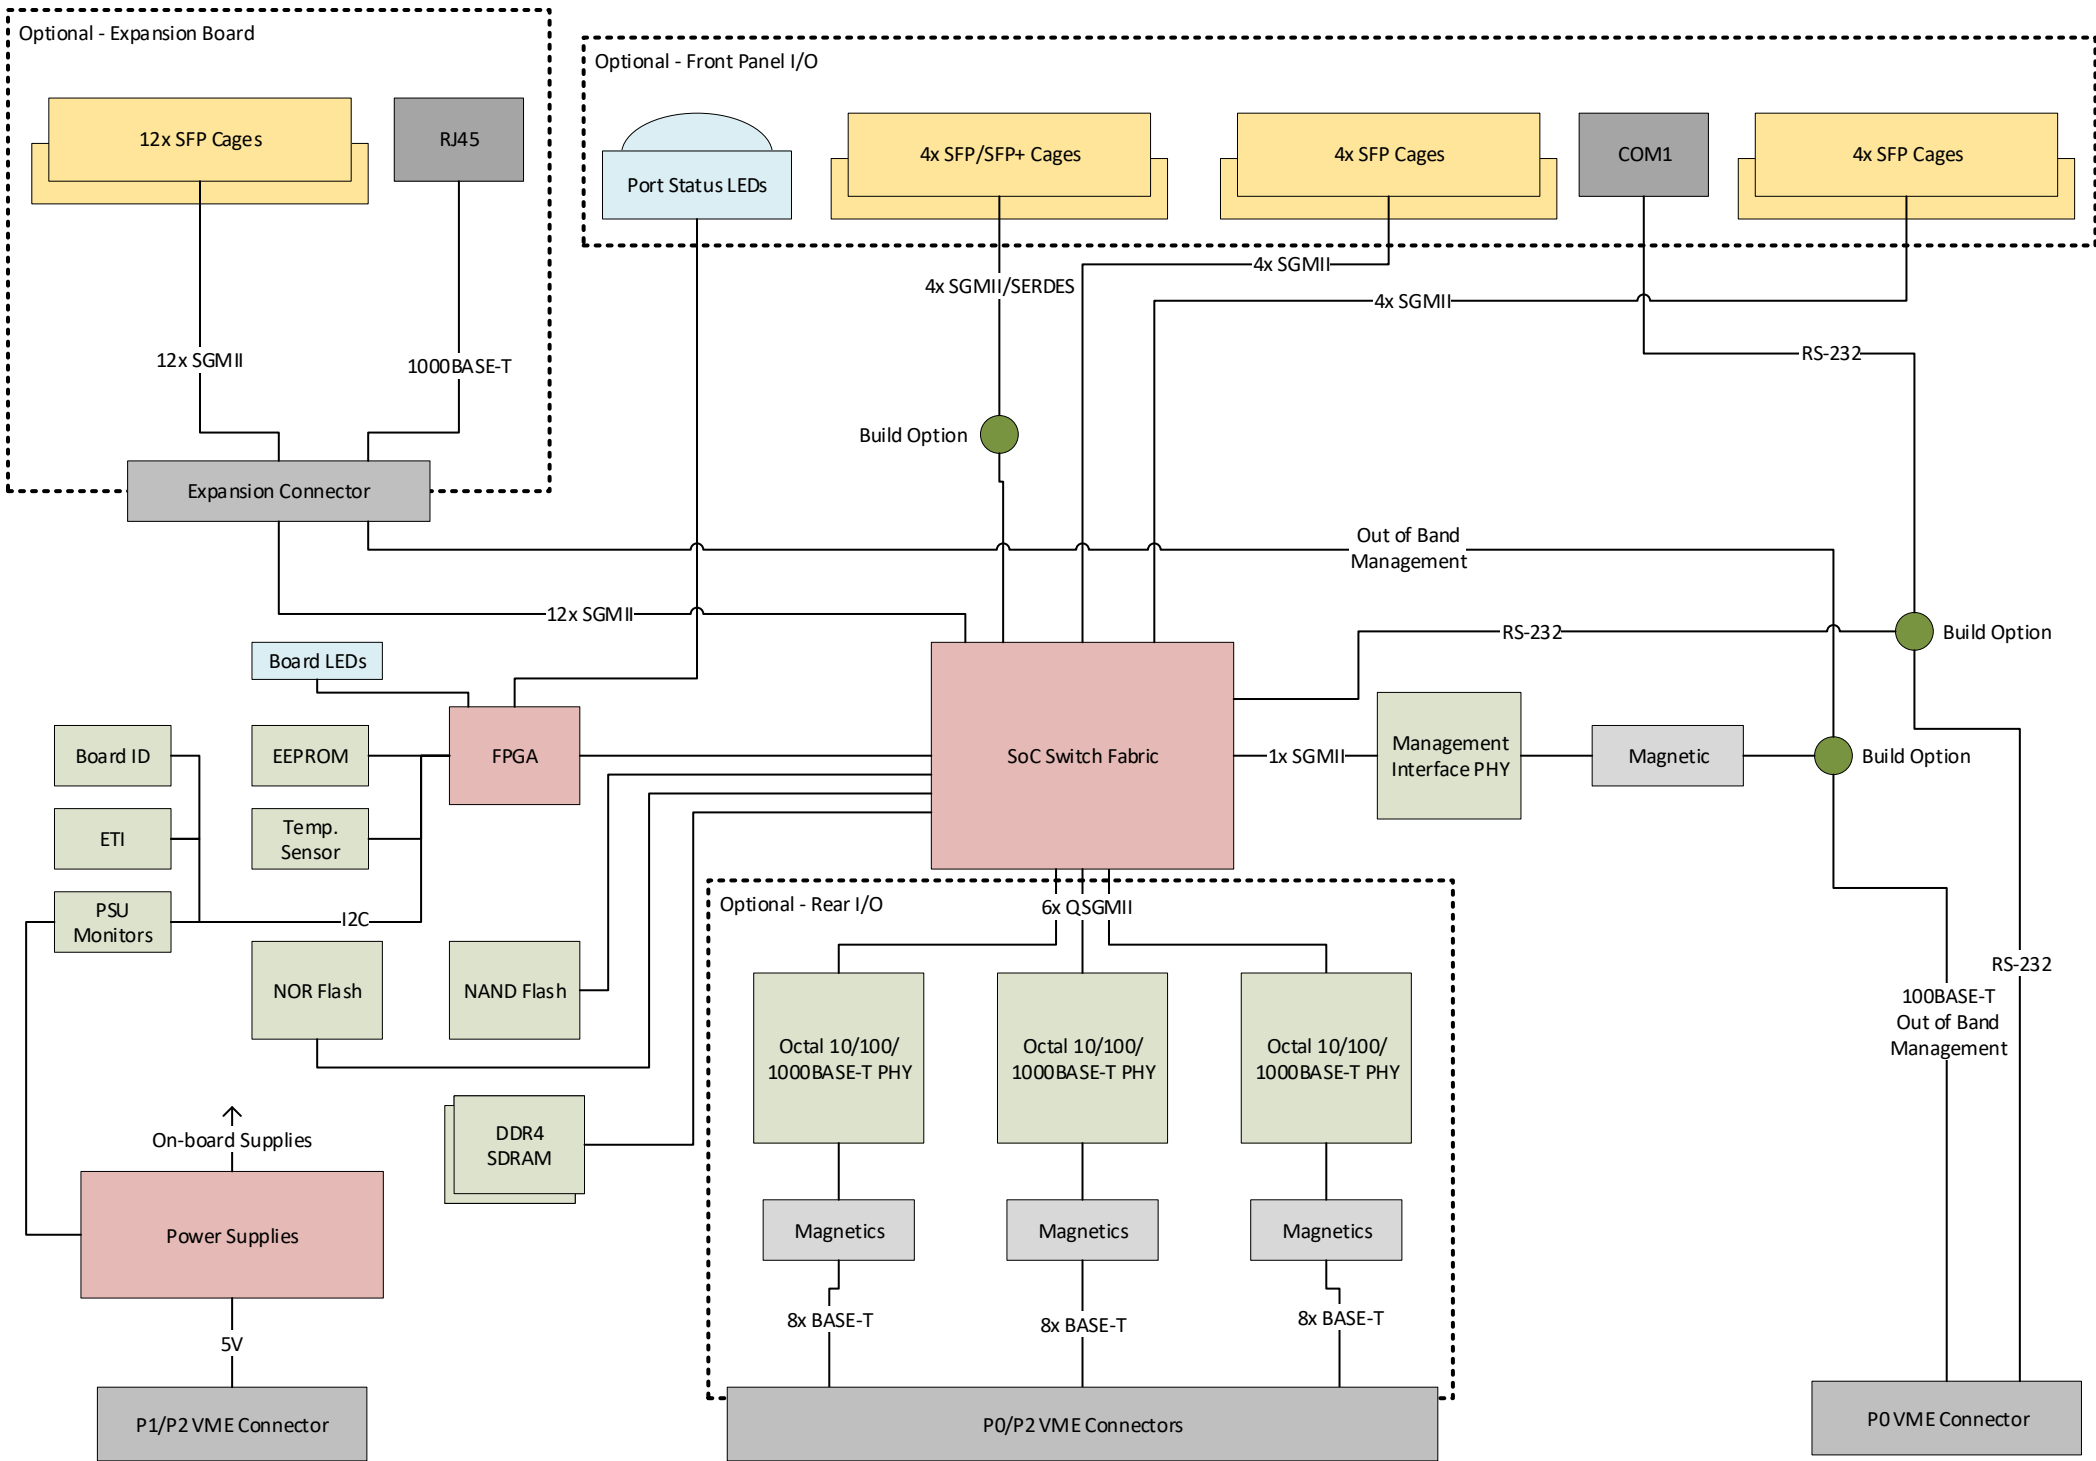 Optional - Expansion Board
Optional - Front Panel I/O
12x SFP Cages
RJ45
Port Status LEDs
4x SFP/SFP+ Cages
4x SFP Cages
COM1
4x SFP Cages
4x SGMII
4x SGMII/SERDES
4x SGMII
12x SGMII
1000BASE-T
RS-232
Build Option
Expansion Connector
Out of Band
Management
12x SGMII
RS-232
Build Option
Board LEDs
Board ID
EEPROM
FPGA
SoC Switch Fabric
1x SGMII
Management
Interface PHY
Magnetic
Build Option
ETI
Temp.
Sensor
PSU
Monitors
I2C
Optional - Rear I/O
6x QSGMII
NOR Flash
NAND Flash
RS-232
100BASE-T
Out of Band
Management
Octal 10/100/
1000BASE-T PHY
Octal 10/100/
1000BASE-T PHY
Octal 10/100/
1000BASE-T PHY
On-board Supplies
DDR4
SDRAM
Power Supplies
Magnetics
Magnetics
Magnetics
8x BASE-T
8x BASE-T
8x BASE-T
5V
P1/P2 VME Connector
P0/P2 VME Connectors
P0 VME Connector